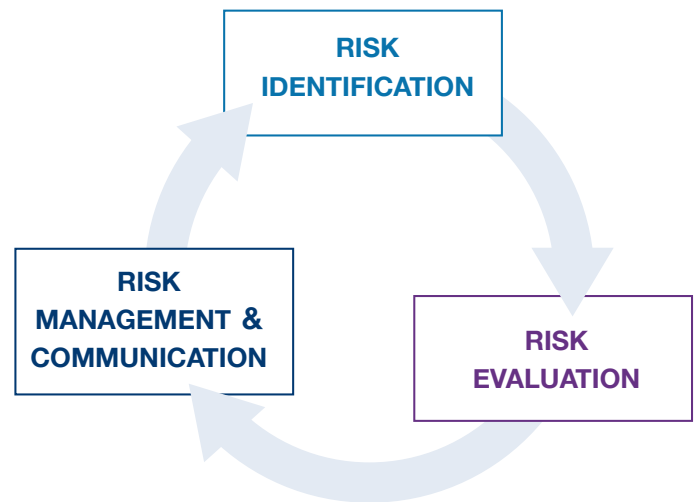 RISK
IDENTIFICATION
RISK
EVALUATION
RISK
MANAGEMENT &
COMMUNICATION